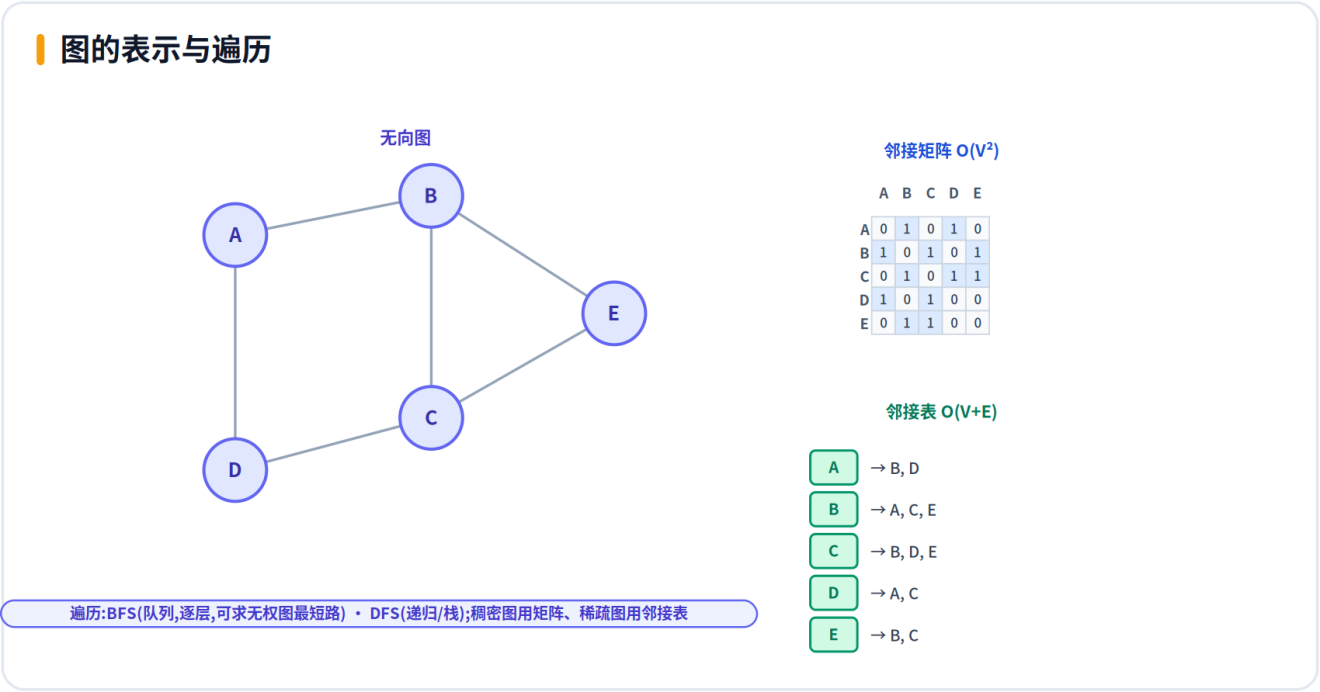 图的表示与遍历
无向图
A
B
E
C
D
邻接矩阵 O(V²)
A B C D E
A 0 1 0 1 0
B 1 0 1 0 1
C 0 1 0 1 1
D 1 0 1 0 0
E 0 1 1 0 0
邻接表 O(V+E)
A → B, D
B → A, C, E
C → B, D, E
D → A, C
E → B, C
遍历:BFS(队列,逐层,可求无权图最短路) · DFS(递归/栈);稠密图用矩阵、稀疏图用邻接表